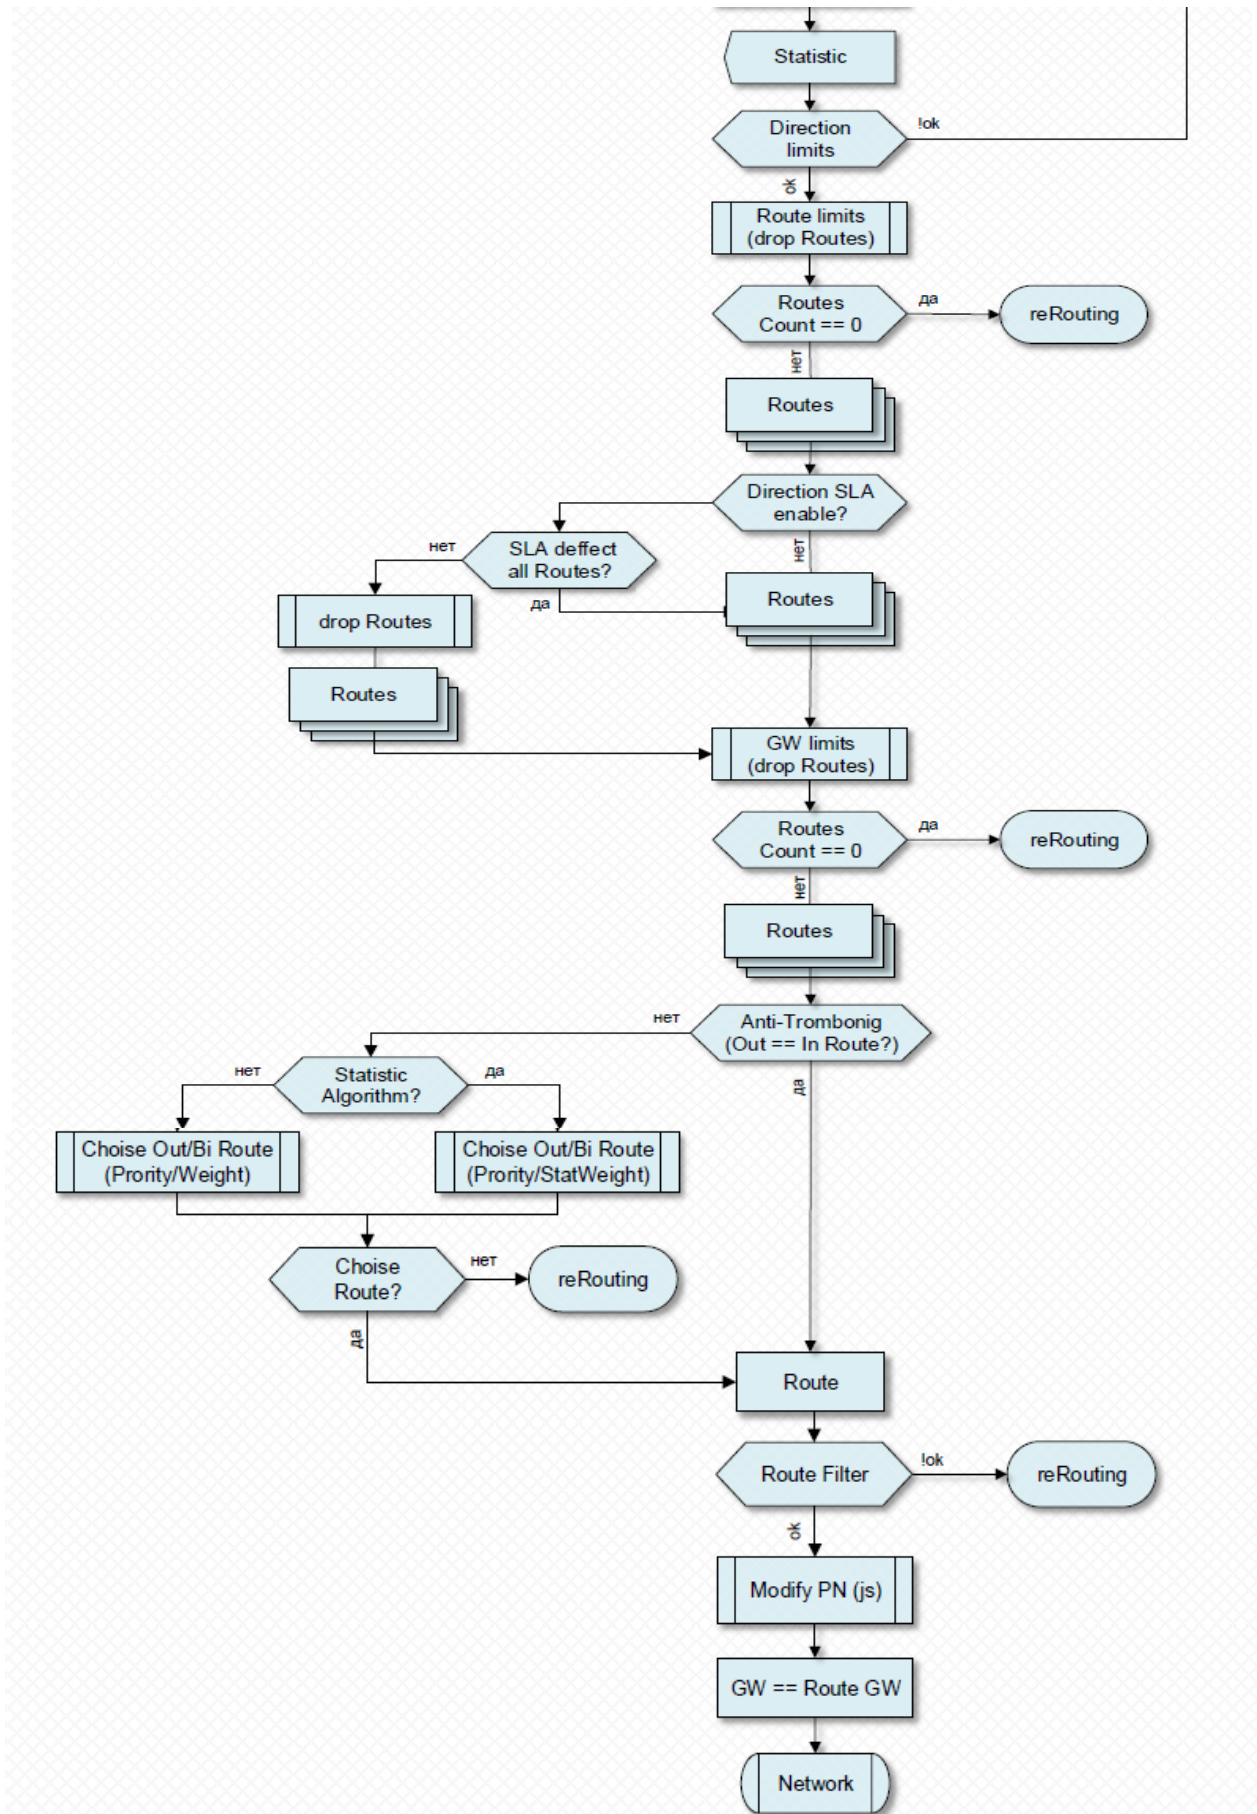 Statistic
Direction
limits
!ok
ok
Route limits
(drop Routes)
Routes
Count == 0
да
reRouting
нет
Routes
Direction SLA
enable?
нет
SLA deffect
all Routes?
нет
да
Routes
drop Routes
Routes
GW limits
(drop Routes)
Routes
Count == 0
да
reRouting
нет
Routes
Anti-Trombonig
(Out == In Route?)
нет
да
Statistic
Algorithm?
нет
да
Choise Out/Bi Route
(Prority/Weight)
Choise Out/Bi Route
(Prority/StatWeight)
Choise
Route?
нет
reRouting
да
Route
Route Filter
!ok
reRouting
ok
Modify PN (js)
GW == Route GW
Network